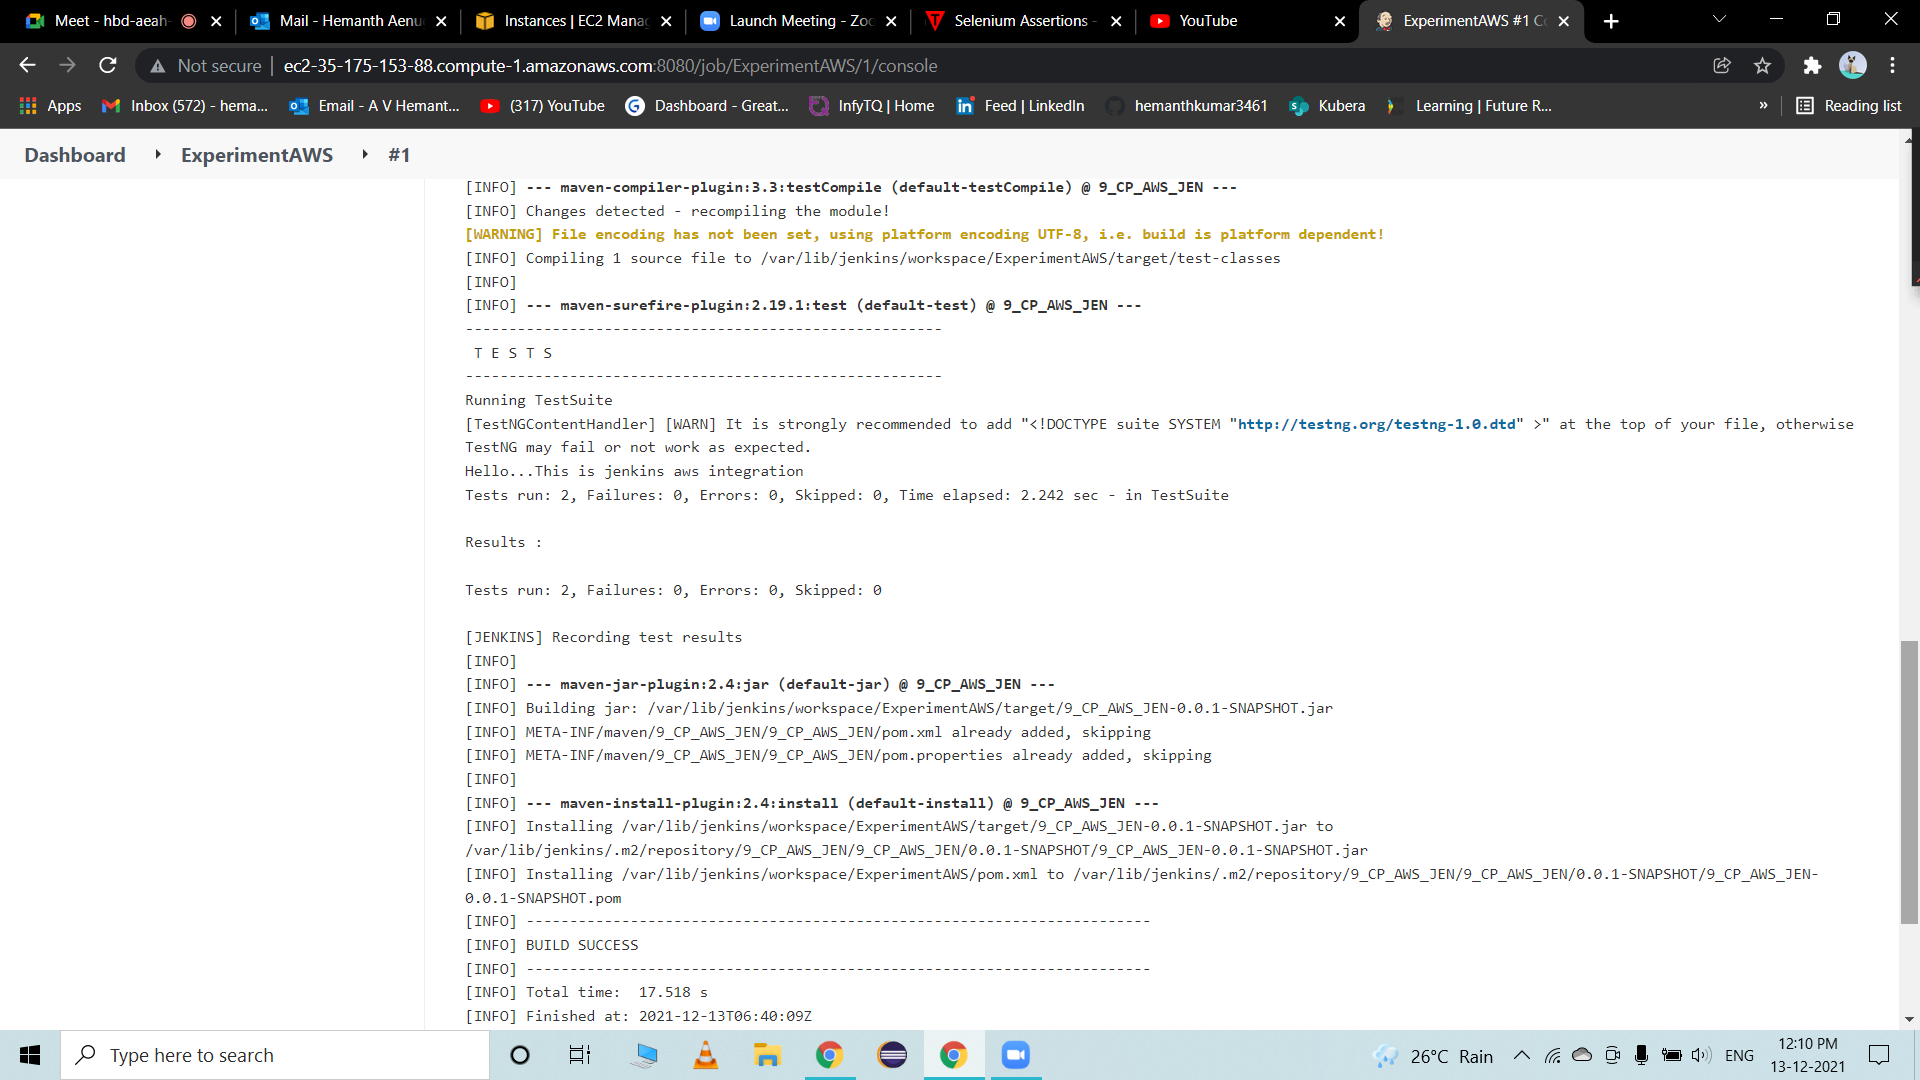 Meet - hbd-aeah-
Mail - Hemanth Aenu
Instances | EC2 Manag
Launch Meeting - Zoo
Selenium Assertions -
YouTube
ExperimentAWS #1 Co
Not secure | ec2-35-175-153-88.compute-1.amazonaws.com:8080/job/ExperimentAWS/1/console
Apps
Inbox (572) - hema...
Email - A V Hemant...
(317) YouTube
Dashboard - Great...
InfyTQ | Home
Feed | LinkedIn
hemanthkumar3461
Kubera
Learning | Future R...
»
Reading list
Dashboard
ExperimentAWS
#1
[INFO] --- maven-compiler-plugin:3.3:testCompile (default-testCompile) @ 9_CP_AWS_JEN ---
[INFO] Changes detected - recompiling the module!
[WARNING] File encoding has not been set, using platform encoding UTF-8, i.e. build is platform dependent!
[INFO] Compiling 1 source file to /var/lib/jenkins/workspace/ExperimentAWS/target/test-classes
[INFO]
[INFO] --- maven-surefire-plugin:2.19.1:test (default-test) @ 9_CP_AWS_JEN ---
-------------------------------------------------------
T E S T S
-------------------------------------------------------
Running TestSuite
[TestNGContentHandler] [WARN] It is strongly recommended to add "<!DOCTYPE suite SYSTEM "http://testng.org/testng-1.0.dtd" >" at the top of your file, otherwise
TestNG may fail or not work as expected.
Hello...This is jenkins aws integration
Tests run: 2, Failures: 0, Errors: 0, Skipped: 0, Time elapsed: 2.242 sec - in TestSuite
Results :
Tests run: 2, Failures: 0, Errors: 0, Skipped: 0
[JENKINS] Recording test results
[INFO]
[INFO] --- maven-jar-plugin:2.4:jar (default-jar) @ 9_CP_AWS_JEN ---
[INFO] Building jar: /var/lib/jenkins/workspace/ExperimentAWS/target/9_CP_AWS_JEN-0.0.1-SNAPSHOT.jar
[INFO] META-INF/maven/9_CP_AWS_JEN/9_CP_AWS_JEN/pom.xml already added, skipping
[INFO] META-INF/maven/9_CP_AWS_JEN/9_CP_AWS_JEN/pom.properties already added, skipping
[INFO]
[INFO] --- maven-install-plugin:2.4:install (default-install) @ 9_CP_AWS_JEN ---
[INFO] Installing /var/lib/jenkins/workspace/ExperimentAWS/target/9_CP_AWS_JEN-0.0.1-SNAPSHOT.jar to
/var/lib/jenkins/.m2/repository/9_CP_AWS_JEN/9_CP_AWS_JEN/0.0.1-SNAPSHOT/9_CP_AWS_JEN-0.0.1-SNAPSHOT.jar
[INFO] Installing /var/lib/jenkins/workspace/ExperimentAWS/pom.xml to /var/lib/jenkins/.m2/repository/9_CP_AWS_JEN/9_CP_AWS_JEN/0.0.1-SNAPSHOT/9_CP_AWS_JEN-
0.0.1-SNAPSHOT.pom
[INFO] ------------------------------------------------------------------------
[INFO] BUILD SUCCESS
[INFO] ------------------------------------------------------------------------
[INFO] Total time:  17.518 s
[INFO] Finished at: 2021-12-13T06:40:09Z
Type here to search
26°C Rain
ENG
12:10 PM
13-12-2021